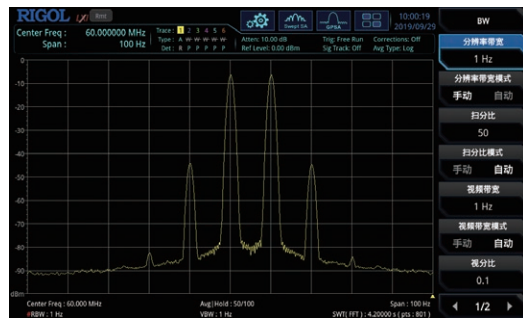 RIGOL LXI Rmt
Center Freq : 60.000000 MHz
Span : 100 Hz
Trace : 1 2 3 4 5 6
Type : A W W W W W
Det : R P P P P P
Atten: 10.00 dB
Ref Level: 0.00 dBm
Swept SA
GPSA
Trig: Free Run
Sig Track: Off
Corrections: Off
Avg Type: Log
10:00:19
2019/09/29
0
-10
-20
-30
-40
-50
-60
-70
-80
-90
dBm
Center Freq : 60.000 MHz
Avg|Hold : 50/100
Span : 100 Hz
#RBW : 1 Hz
VBW : 1 Hz
SWT( FFT ) : 4.20000 s ( pts : 801 )
BW
分辨率带宽
1 Hz
分辨率带宽模式
手动 自动
扫分比
50
扫分比模式
手动 自动
视频带宽
1 Hz
视频带宽模式
手动 自动
视分比
0.1
1/2